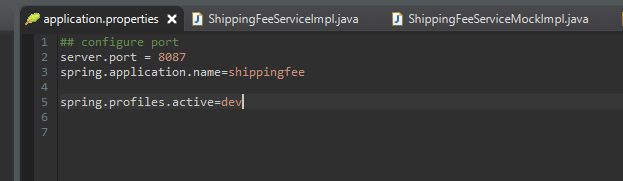 application.properties ShippingFeeServiceImpl.java ShippingFeeServiceMockImpl.java
1 ## configure port
2 server.port = 8087
3 spring.application.name=shippingfee
4
5 spring.profiles.active=dev
6
7